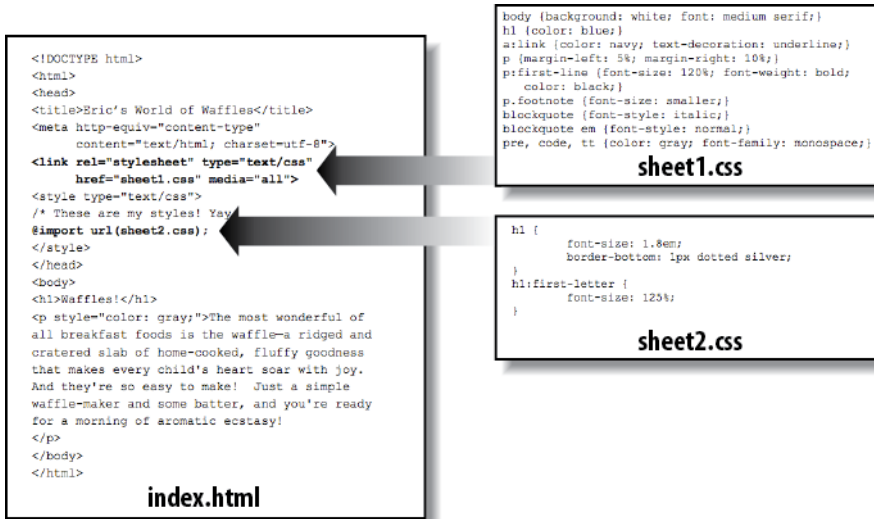 <!DOCTYPE html>
<html>
<head>
<title>Eric's World of Waffles</title>
<meta http-equiv="content-type"
content="text/html; charset=utf-8">
<link rel="stylesheet" type="text/css"
href="sheet1.css" media="all">
<style type="text/css">
/* These are my styles! Yay
@import url(sheet2.css);
</style>
</head>
<body>
<h1>Waffles!</h1>
<p style="color: gray;">The most wonderful of
all breakfast foods is the waffle—a ridged and
cratered slab of home-cooked, fluffy goodness
that makes every child's heart soar with joy.
And they're so easy to make! Just a simple
waffle-maker and some batter, and you're ready
for a morning of aromatic ecstasy!
</p>
</body>
</html>
index.html
body {background: white; font: medium serif;}
h1 {color: blue;}
a:link {color: navy; text-decoration: underline;}
p {margin-left: 5%; margin-right: 10%;}
p:first-line {font-size: 120%; font-weight: bold;
color: black;}
p.footnote {font-size: smaller;}
blockquote {font-style: italic;}
blockquote em {font-style: normal;}
pre, code, tt {color: gray; font-family: monospace;}
sheet1.css
h1 {
font-size: 1.8em;
border-bottom: 1px dotted silver;
}
h1:first-letter {
font-size: 125%;
}
sheet2.css